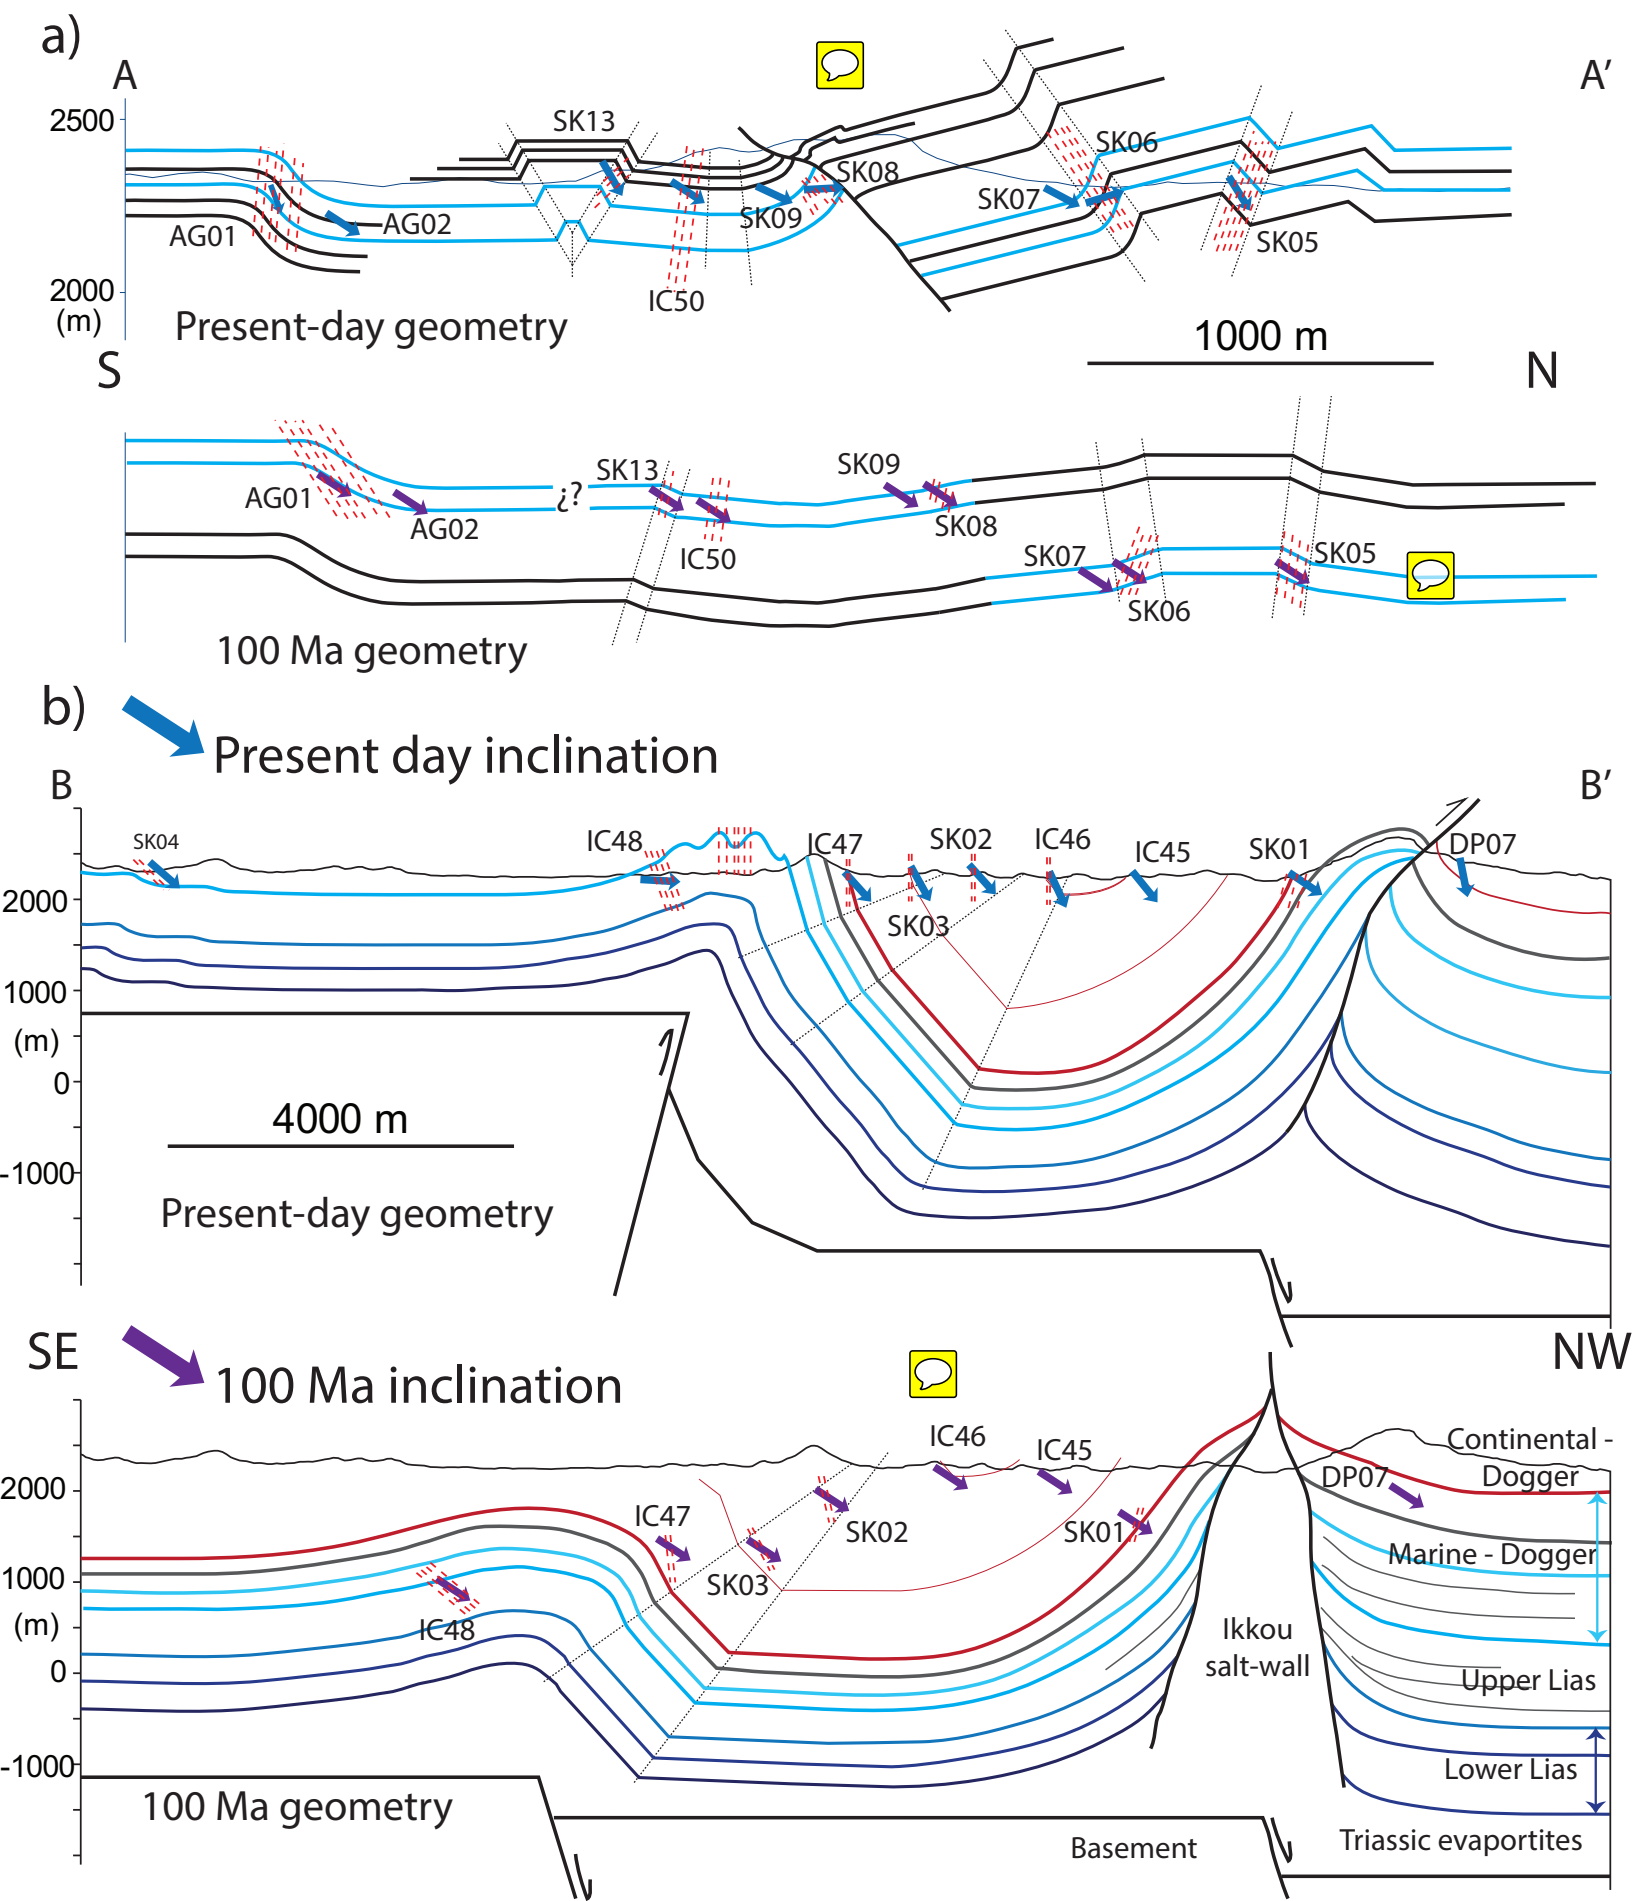 a)
A
A’
2500
SK13
SK06
SK08
SK07
SK09
AG01
AG02
SK05
2000
(m)
IC50
Present-day geometry
1000 m
S
N
SK13
SK09
AG01
AG02
¿?
SK08
IC50
SK07
SK05
SK06
100 Ma geometry
b)
Present day inclination
B
B’
SK04
IC48
IC47
SK02
IC46
IC45
SK01
DP07
2000
SK03
1000
(m)
0
4000 m
-1000
Present-day geometry
SE
NW
100 Ma inclination
IC46
IC45
Continental -
Dogger
2000
DP07
IC47
SK02
SK01
Marine - Dogger
1000
SK03
(m)
IC48
Ikkou
salt-wall
0
Upper Lias
-1000
Lower Lias
100 Ma geometry
Basement
Triassic evaportites